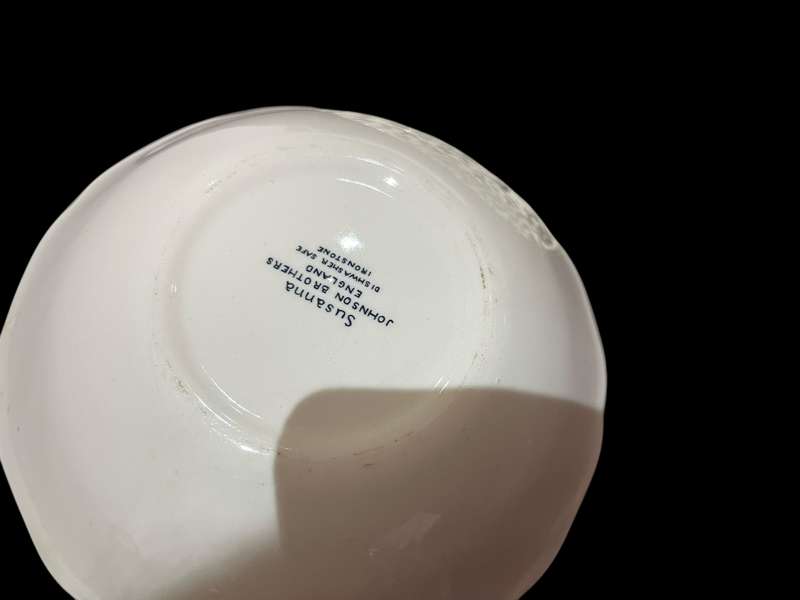 Susanna
JOHNSON BROTHERS
ENGLAND
DISHWASHER SAFE
IRONSTONE